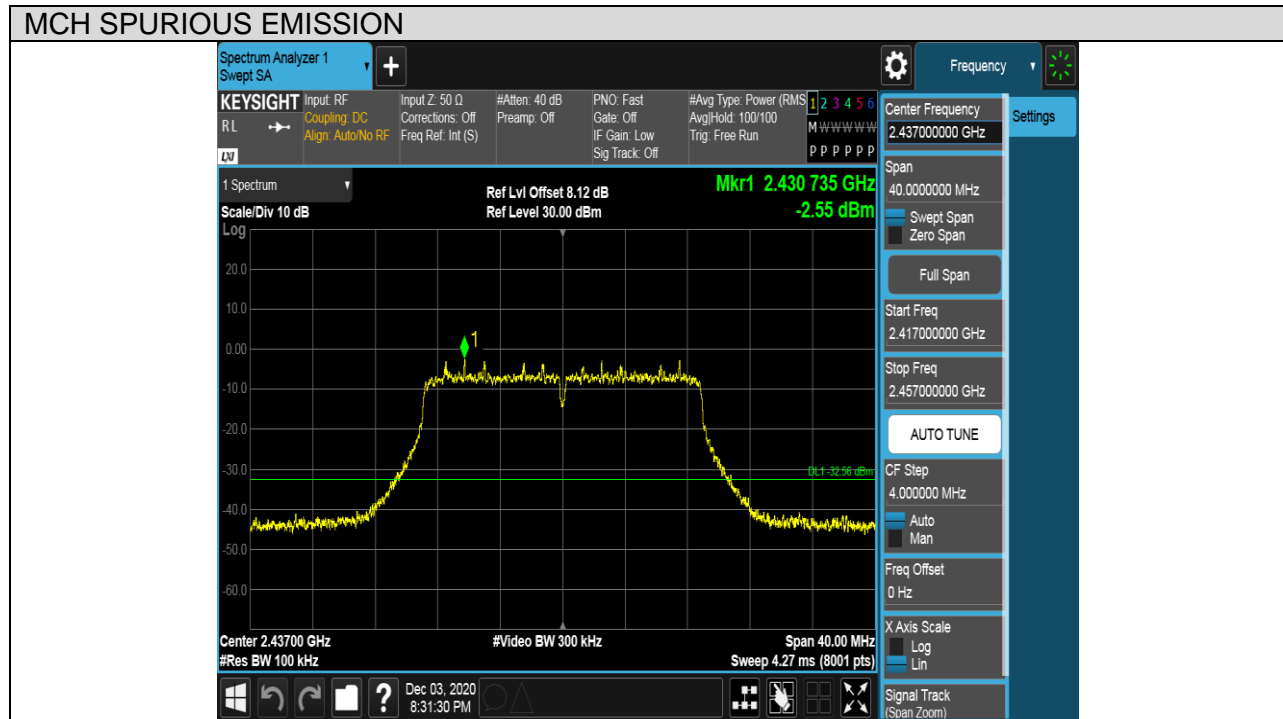 MCH SPURIOUS EMISSION
Spectrum Analyzer 1
Swept SA
Frequency
KEYSIGHT
RL
LXI
Input: RF
Coupling: DC
Align: Auto/No RF
Input Z: 50 Ω
Corrections: Off
Freq Ref: Int (S)
#Atten: 40 dB
Preamp: Off
PNO: Fast
Gate: Off
IF Gain: Low
Sig Track: Off
#Avg Type: Power (RMS
Avg|Hold: 100/100
Trig: Free Run
1 2 3 4 5 6
M W W W W W
P P P P P P
Center Frequency
2.437000000 GHz
Settings
Span
40.0000000 MHz
Swept Span
Zero Span
Full Span
Start Freq
2.417000000 GHz
Stop Freq
2.457000000 GHz
AUTO TUNE
CF Step
4.000000 MHz
Auto
Man
Freq Offset
0 Hz
X Axis Scale
Log
Lin
Signal Track
(Span Zoom)
1 Spectrum
Scale/Div 10 dB
Log
Ref Lvl Offset 8.12 dB
Ref Level 30.00 dBm
Mkr1 2.430 735 GHz
-2.55 dBm
20.0
10.0
0.00
-10.0
-20.0
-30.0
-40.0
-50.0
-60.0
1
DL1 -32.56 dBm
Center 2.43700 GHz
#Res BW 100 kHz
#Video BW 300 kHz
Span 40.00 MHz
Sweep 4.27 ms (8001 pts)
?
Dec 03, 2020
8:31:30 PM